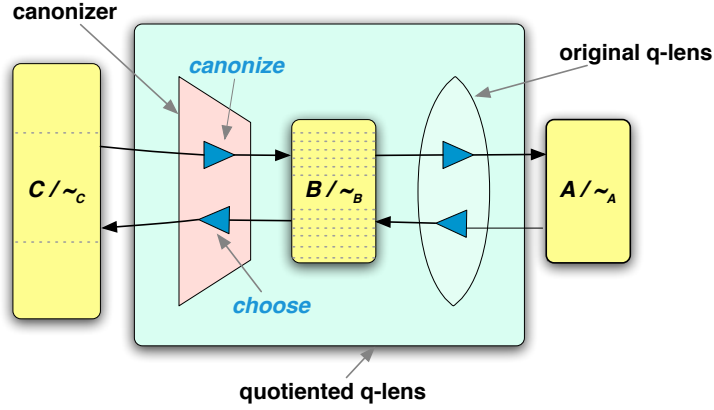 canonizer
canonize
original q-lens
C / ~C
B / ~B
A / ~A
choose
quotiented q-lens